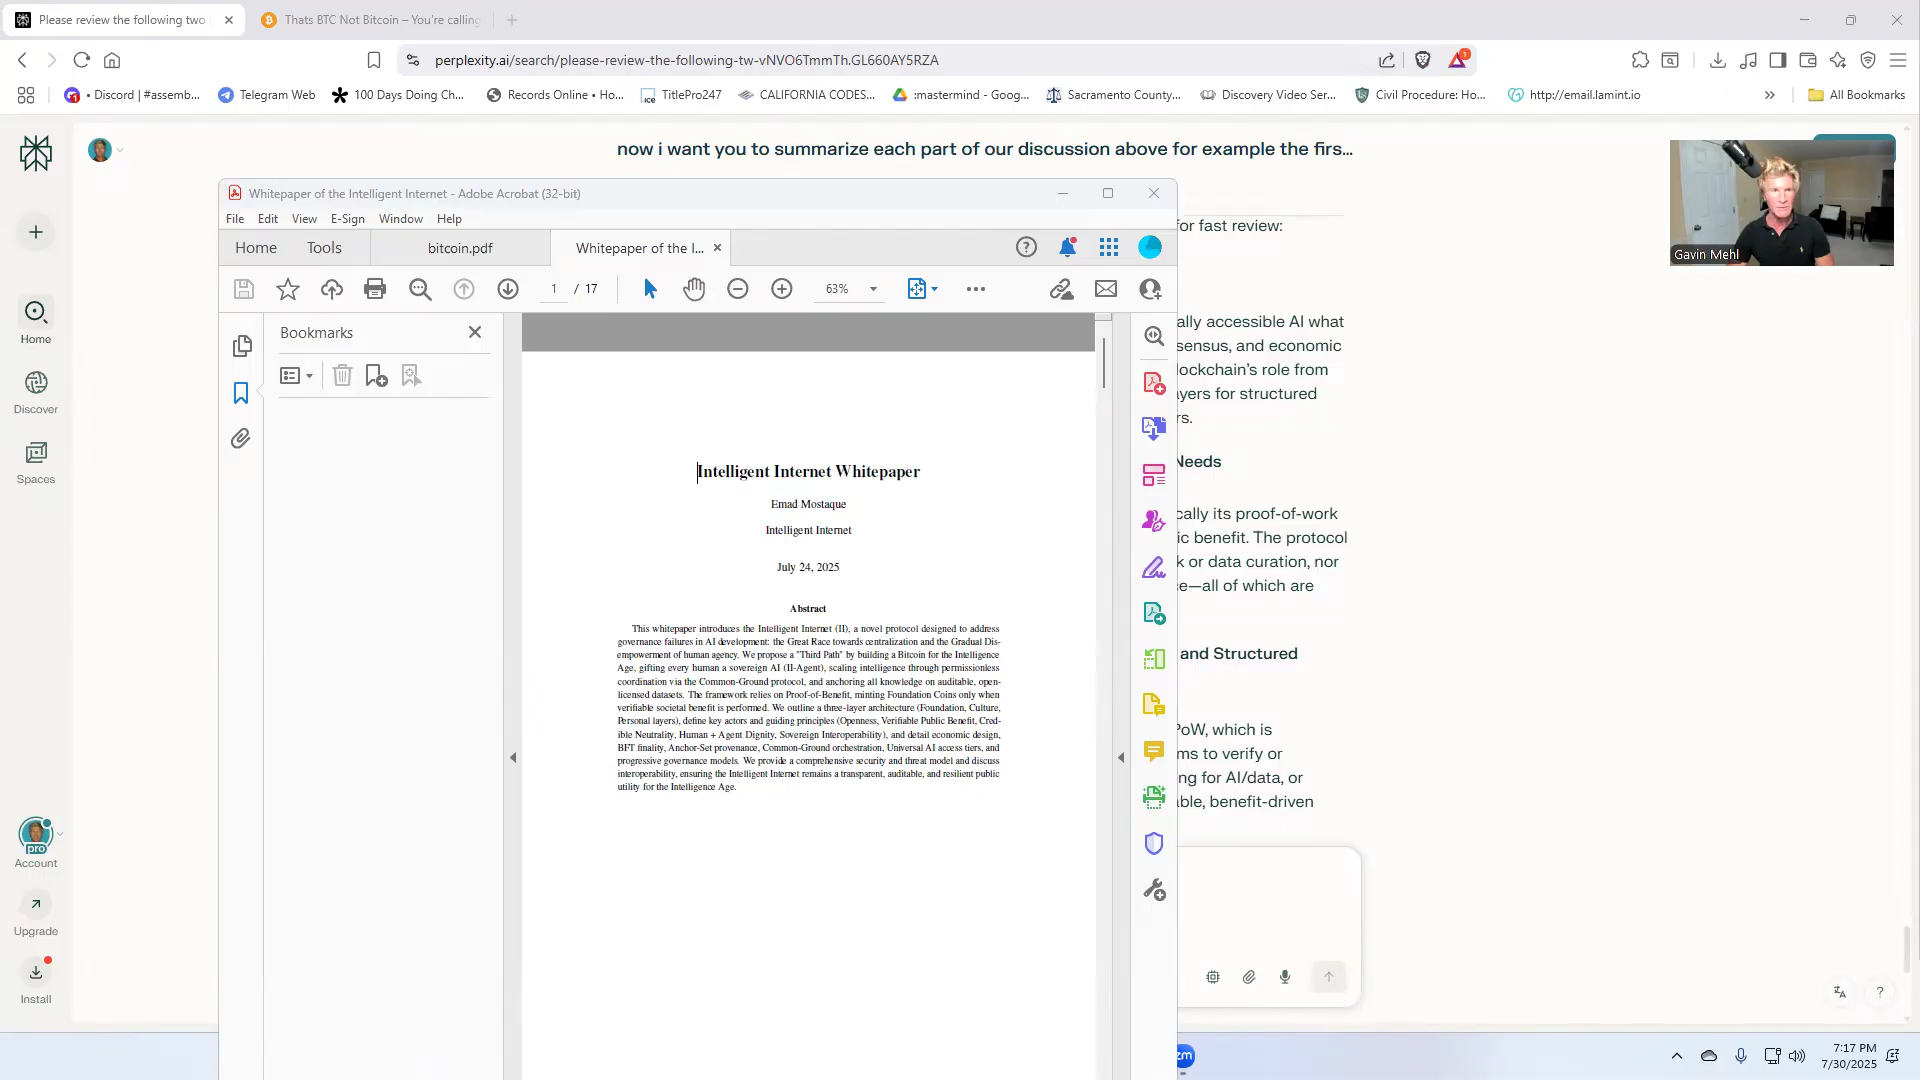 Please review the following two
Thats BTC Not Bitcoin – You're calling
perplexity.ai/search/please-review-the-following-tw-vNVO6TmmTh.GL660AY5RZA
1
• Discord | #assemb...
Telegram Web
100 Days Doing Ch...
Records Online • Ho...
ICE
TitlePro247
CALIFORNIA CODES...
:mastermind - Goog...
Sacramento County...
Discovery Video Ser...
Civil Procedure: Ho...
http://email.lamint.io
»
All Bookmarks
now i want you to summarize each part of our discussion above for example the firs...
Gavin Mehl
Home
Discover
Spaces
pro
Account
Upgrade
Install
Whitepaper of the Intelligent Internet - Adobe Acrobat (32-bit)
File Edit View E-Sign Window Help
Home Tools bitcoin.pdf Whitepaper of the I...
1 / 17 63%
Bookmarks
Intelligent Internet Whitepaper
Emad Mostaque
Intelligent Internet
July 24, 2025
Abstract
This whitepaper introduces the Intelligent Internet (II), a novel protocol designed to address
governance failures in AI development: the Great Race towards centralization and the Gradual Dis-
empowerment of human agency. We propose a "Third Path" by building a Bitcoin for the Intelligence
Age, gifting every human a sovereign AI (II-Agent), scaling intelligence through permissionless
coordination via the Common-Ground protocol, and anchoring all knowledge on auditable, open-
licensed datasets. The framework relies on Proof-of-Benefit, minting Foundation Coins only when
verifiable societal benefit is performed. We outline a three-layer architecture (Foundation, Culture,
Personal layers), define key actors and guiding principles (Openness, Verifiable Public Benefit, Cred-
ible Neutrality, Human + Agent Dignity, Sovereign Interoperability), and detail economic design,
BFT finality, Anchor-Set provenance, Common-Ground orchestration, Universal AI access tiers, and
progressive governance models. We provide a comprehensive security and threat model and discuss
interoperability, ensuring the Intelligent Internet remains a transparent, auditable, and resilient public
utility for the Intelligence Age.
for fast review:
ally accessible AI what
sensus, and economic
lockchain's role from
ayers for structured
rs.
Needs
cally its proof-of-work
ic benefit. The protocol
k or data curation, nor
e—all of which are
and Structured
PoW, which is
ms to verify or
ng for AI/data, or
able, benefit-driven
?
zm
7:17 PM
7/30/2025